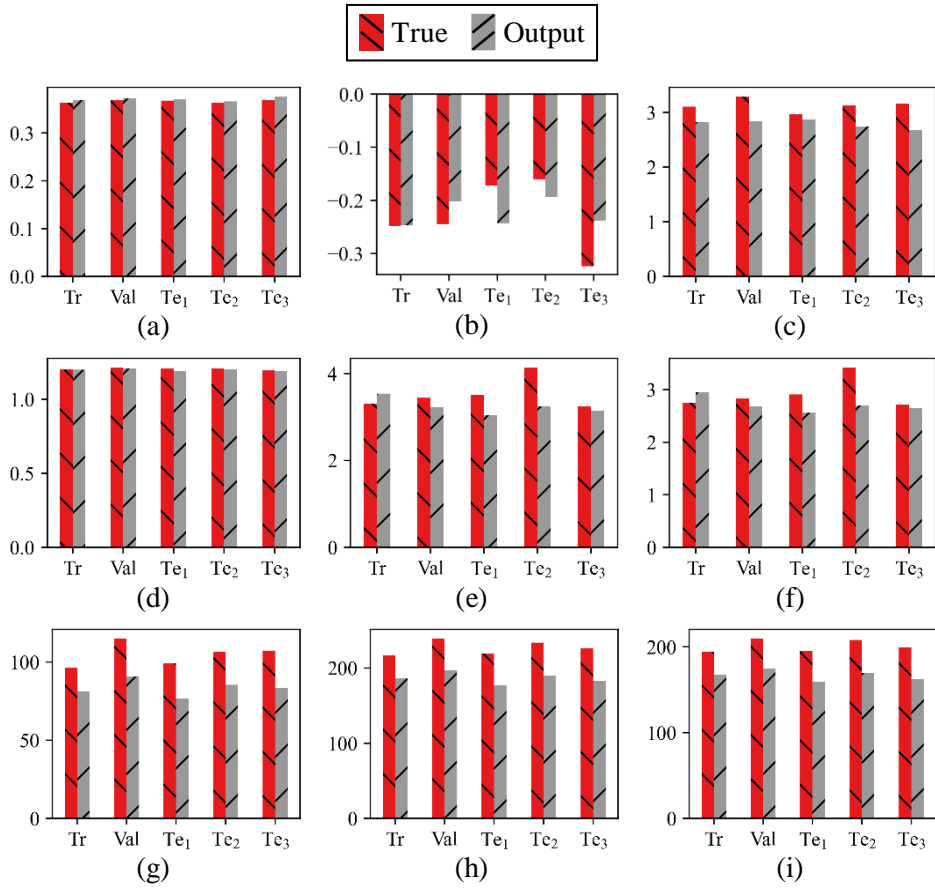 True Output
0.3
0.2
0.1
0.0
Tr Val Te₁ Te₂ Te₃
(a)
0.0
−0.1
−0.2
−0.3
Tr Val Te₁ Te₂ Te₃
(b)
3
2
1
0
Tr Val Te₁ Te₂ Te₃
(c)
1.0
0.5
0.0
Tr Val Te₁ Te₂ Te₃
(d)
4
2
0
Tr Val Te₁ Te₂ Te₃
(e)
3
2
1
0
Tr Val Te₁ Te₂ Te₃
(f)
100
50
0
Tr Val Te₁ Te₂ Te₃
(g)
200
100
0
Tr Val Te₁ Te₂ Te₃
(h)
200
100
0
Tr Val Te₁ Te₂ Te₃
(i)